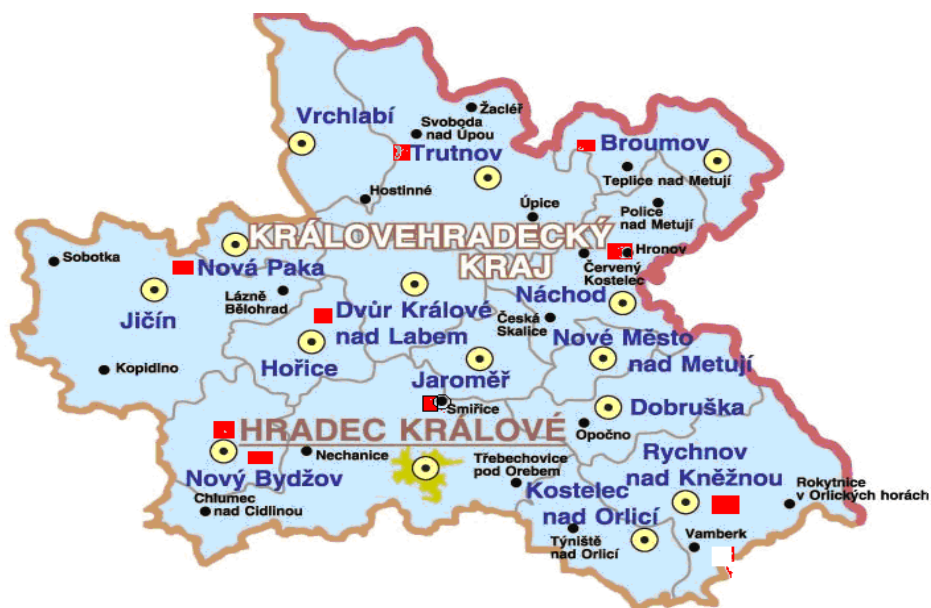 Žacléř
Vrchlabí
Svoboda
nad Úpou
Trutnov
Broumov
Teplice nad Metují
Hostinné
Úpice
Police
nad Metují
KRÁLOVEHRADECKÝ
KRAJ
Hronov
Červený
Kostelec
Sobotka
Nová Paka
Lázně
Bělohrad
Jičín
Náchod
Dvůr Králové
nad Labem
Česká
Skalice
Nové Město
nad Metují
Hořice
Kopidlno
Jaroměř
Smiřice
Dobruška
Opočno
HRADEC KRÁLOVÉ
Nechanice
Třebechovice
pod Orebem
Rychnov
nad Kněžnou
Nový Bydžov
Rokytnice
v Orlických horách
Chlumec
nad Cidlinou
Kostelec
nad Orlicí
Týniště
nad Orlicí
Vamberk